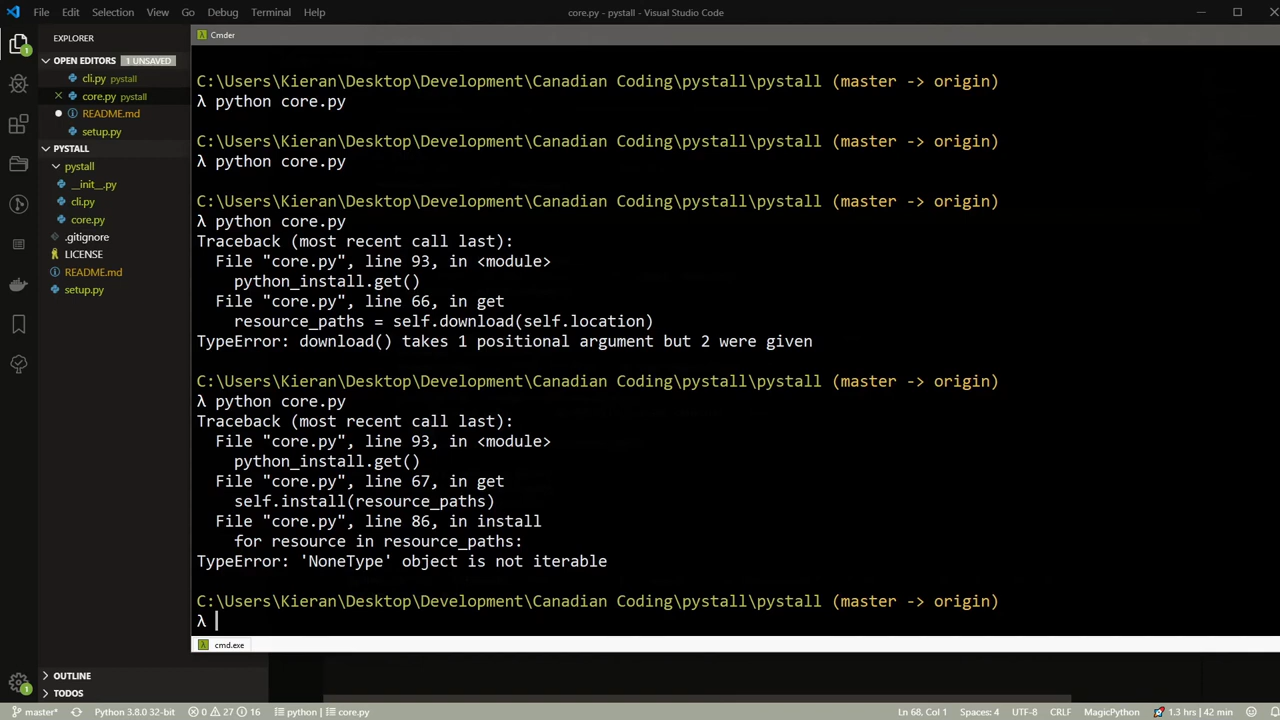 File Edit Selection View Go Debug Terminal Help core.py - pystall - Visual Studio Code
EXPLORER
OPEN EDITORS 1 UNSAVED
cli.py pystall
core.py pystall
README.md
setup.py
PYSTALL
pystall
__init__.py
cli.py
core.py
.gitignore
LICENSE
README.md
setup.py
OUTLINE
TODOS
1
1
Cmder
C:\Users\Kieran\Desktop\Development\Canadian Coding\pystall\pystall (master -> origin)
λ python core.py
C:\Users\Kieran\Desktop\Development\Canadian Coding\pystall\pystall (master -> origin)
λ python core.py
C:\Users\Kieran\Desktop\Development\Canadian Coding\pystall\pystall (master -> origin)
λ python core.py
Traceback (most recent call last):
File "core.py", line 93, in <module>
python_install.get()
File "core.py", line 66, in get
resource_paths = self.download(self.location)
TypeError: download() takes 1 positional argument but 2 were given
C:\Users\Kieran\Desktop\Development\Canadian Coding\pystall\pystall (master -> origin)
λ python core.py
Traceback (most recent call last):
File "core.py", line 93, in <module>
python_install.get()
File "core.py", line 67, in get
self.install(resource_paths)
File "core.py", line 86, in install
for resource in resource_paths:
TypeError: 'NoneType' object is not iterable
C:\Users\Kieran\Desktop\Development\Canadian Coding\pystall\pystall (master -> origin)
λ
cmd.exe
master* Python 3.8.0 32-bit 0 27 16 python core.py Ln 68, Col 1 Spaces: 4 UTF-8 CRLF MagicPython 1.3 hrs | 42 min